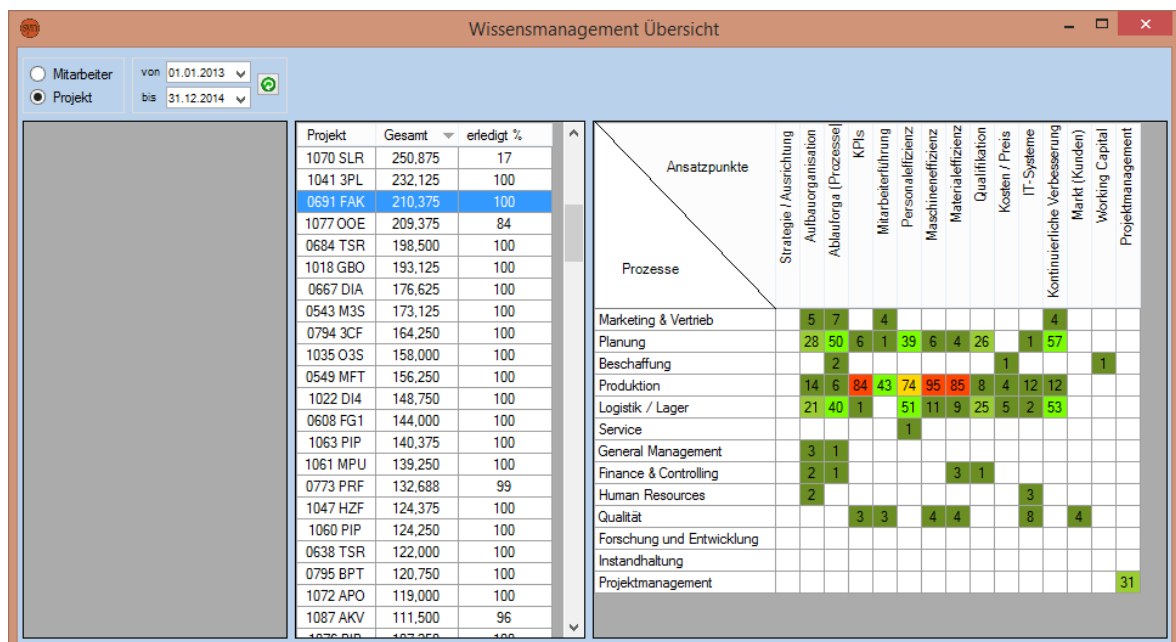 Wissensmanagement Übersicht
Mitarbeiter
Projekt
von 01.01.2013
bis 31.12.2014
Projekt Gesamt erledigt %
1070 SLR 250,875 17
1041 3PL 232,125 100
0691 FAK 210,375 100
1077 OOE 209,375 84
0684 TSR 198,500 100
1018 GBO 193,125 100
0667 DIA 176,625 100
0543 M3S 173,125 100
0794 3CF 164,250 100
1035 O3S 158,000 100
0549 MFT 156,250 100
1022 DI4 148,750 100
0608 FG1 144,000 100
1063 PIP 140,375 100
1061 MPU 139,250 100
0773 PRF 132,688 99
1047 HZF 124,375 100
1060 PIP 124,250 100
0638 TSR 122,000 100
0795 BPT 120,750 100
1072 APO 119,000 100
1087 AKV 111,500 96
Ansatzpunkte
Prozesse
Strategie / Ausrichtung
Aufbauorganisation
Ablauforga (Prozesse)
KPIs
Mitarbeiterführung
Personaleffizienz
Maschineneffizienz
Materialeffizienz
Qualifikation
Kosten / Preis
IT-Systeme
Kontinuierliche Verbesserung
Markt (Kunden)
Working Capital
Projektmanagement
Marketing & Vertrieb 5 7 4 4
Planung 28 50 6 1 39 6 4 26 1 57
Beschaffung 2 1 1
Produktion 14 6 84 43 74 95 85 8 4 12 12
Logistik / Lager 21 40 1 51 11 9 25 5 2 53
Service 1
General Management 3 1
Finance & Controlling 2 1 3 1
Human Resources 2 3
Qualität 3 3 4 4 8 4
Forschung und Entwicklung
Instandhaltung
Projektmanagement 31